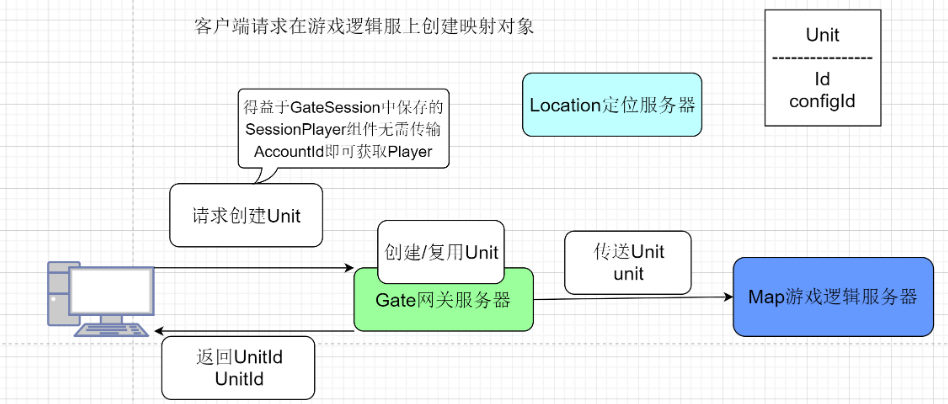 客户端请求在游戏逻辑服上创建映射对象
Unit
Id
configId
得益于GateSession中保存的
SessionPlayer组件无需传输
AccountId即可获取Player
Location定位服务器
请求创建Unit
创建/复用Unit
传送Unit
unit
Gate网关服务器
Map游戏逻辑服务器
返回UnitId
UnitId